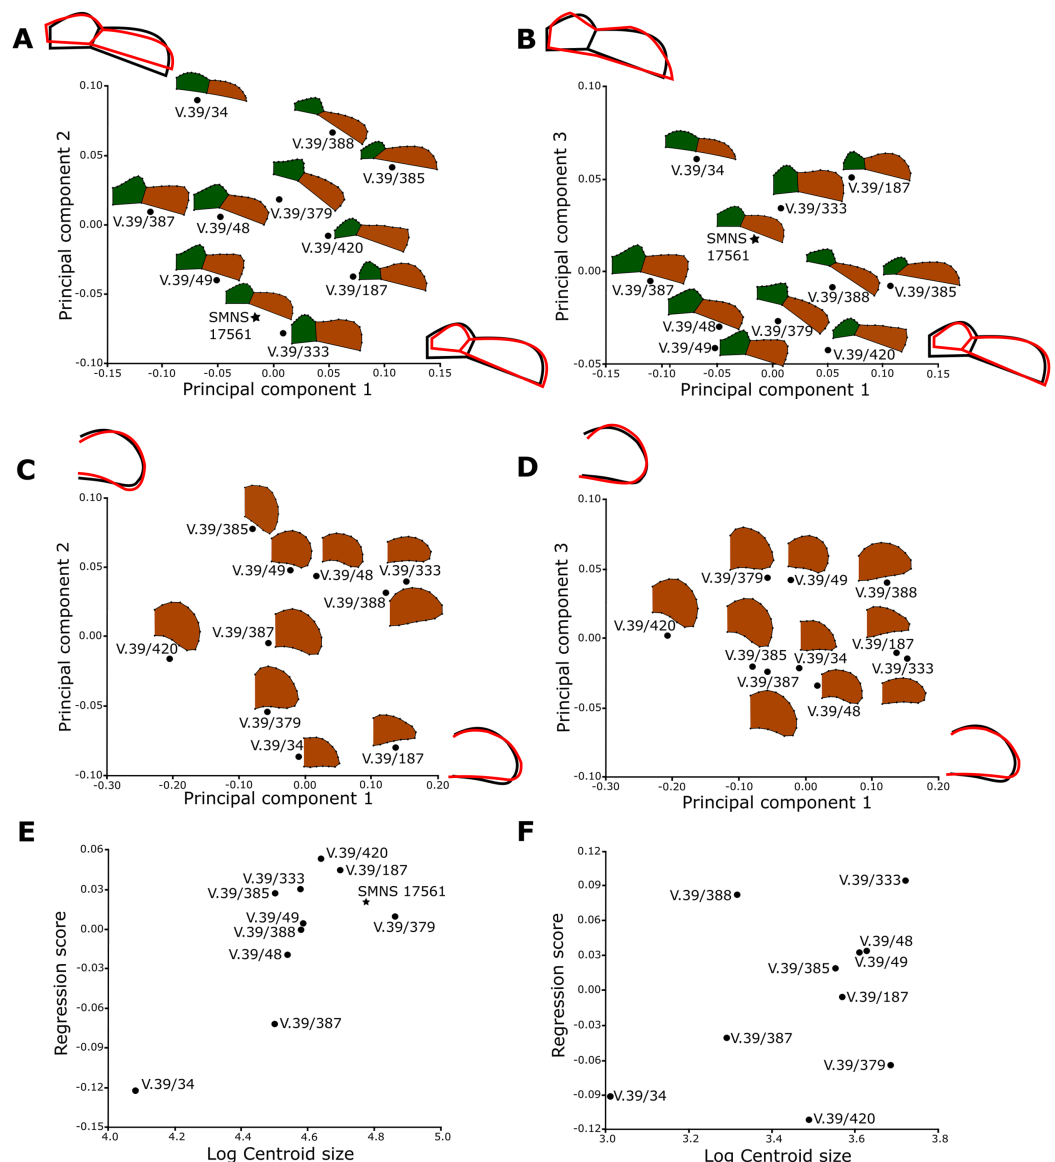 A
Principal component 2
0.10
0.05
0.00
-0.05
-0.10
V.39/34
V.39/388
V.39/385
V.39/379
V.39/387
V.39/48
V.39/420
V.39/49
V.39/187
SMNS
17561
V.39/333
-0.15
-0.10
-0.05
0.00
0.05
0.10
0.15
Principal component 1
B
Principal component 3
0.10
0.05
0.00
-0.05
V.39/34
V.39/187
V.39/333
SMNS
17561
V.39/387
V.39/388
V.39/385
V.39/48
V.39/379
V.39/49
V.39/420
-0.15
-0.10
-0.05
0.00
0.05
0.10
0.15
Principal component 1
C
Principal component 2
0.10
0.05
0.00
-0.05
-0.10
V.39/385
V.39/49
V.39/48
V.39/333
V.39/388
V.39/387
V.39/420
V.39/379
V.39/34
V.39/187
-0.30
-0.20
-0.10
0.00
0.10
0.20
Principal component 1
D
Principal component 3
0.10
0.05
0.00
-0.05
-0.10
V.39/379
V.39/49
V.39/388
V.39/420
V.39/385
V.39/34
V.39/187
V.39/333
V.39/387
V.39/48
-0.30
-0.20
-0.10
0.00
0.10
0.20
Principal component 1
E
Regression score
0.06
0.03
0.00
-0.03
-0.06
-0.09
-0.12
-0.15
V.39/420
V.39/187
V.39/333
V.39/385
SMNS 17561
V.39/49
V.39/379
V.39/388
V.39/48
V.39/387
V.39/34
4.0
4.2
4.4
4.6
4.8
5.0
Log Centroid size
F
Regression score
0.12
0.09
0.06
0.03
0.00
-0.03
-0.06
-0.09
-0.12
V.39/333
V.39/388
V.39/48
V.39/49
V.39/385
V.39/187
V.39/387
V.39/379
V.39/34
V.39/420
3.0
3.2
3.4
3.6
3.8
Log Centroid size